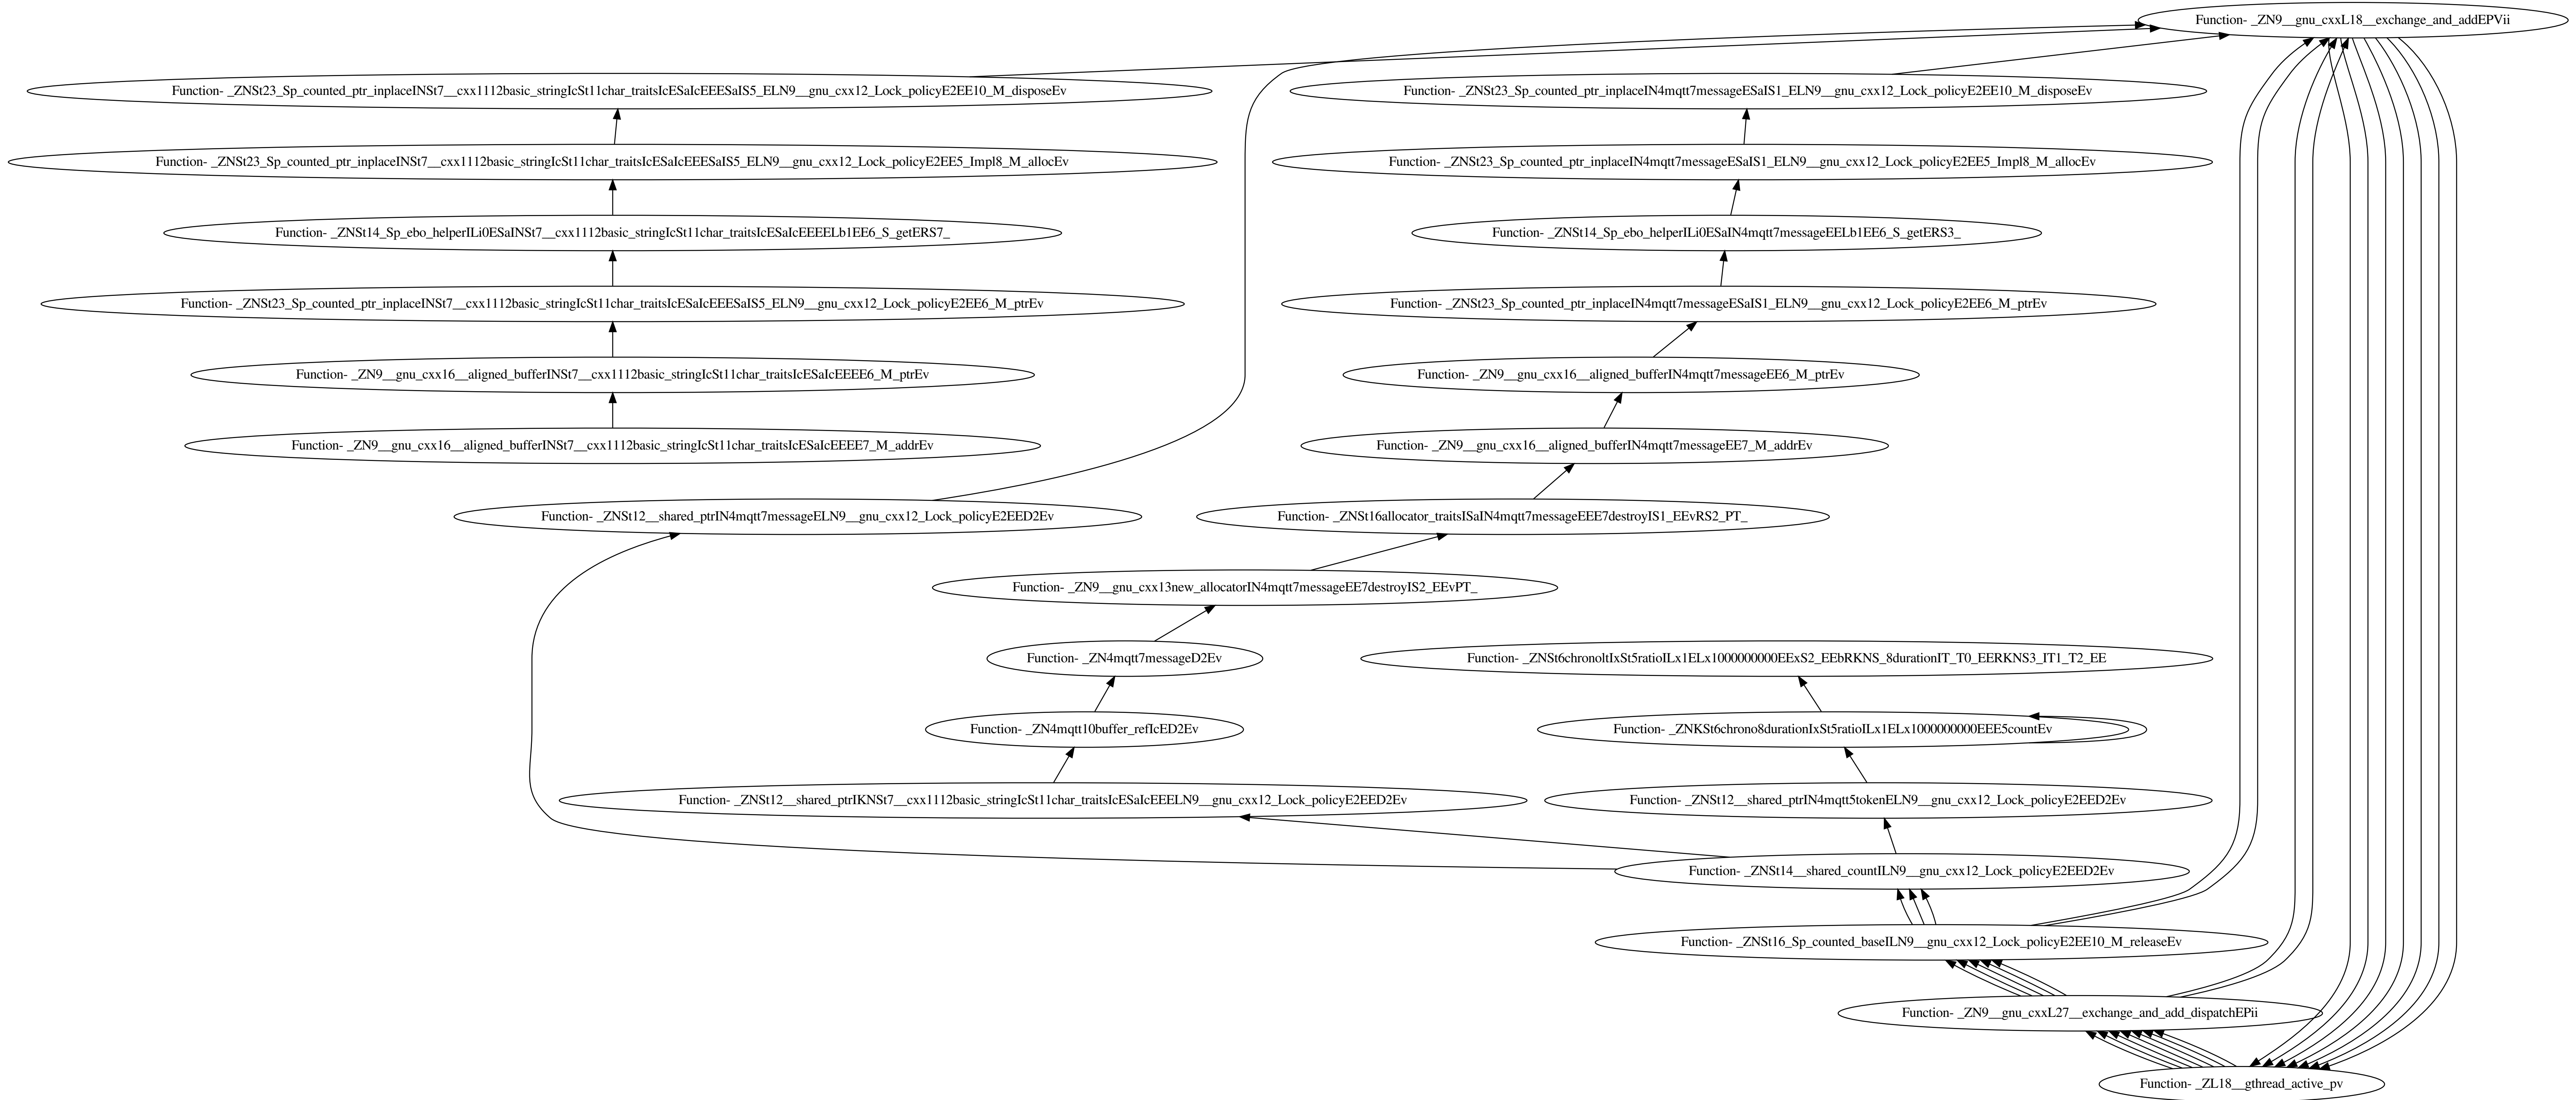 Function- _ZN9__gnu_cxxL18__exchange_and_addEPVii
Function- _ZNSt23_Sp_counted_ptr_inplaceINSt7__cxx1112basic_stringIcSt11char_traitsIcESaIcEEESaIS5_ELN9__gnu_cxx12_Lock_policyE2EE10_M_disposeEv
Function- _ZNSt23_Sp_counted_ptr_inplaceIN4mqtt7messageESaIS1_ELN9__gnu_cxx12_Lock_policyE2EE10_M_disposeEv
Function- _ZNSt23_Sp_counted_ptr_inplaceINSt7__cxx1112basic_stringIcSt11char_traitsIcESaIcEEESaIS5_ELN9__gnu_cxx12_Lock_policyE2EE5_Impl8_M_allocEv
Function- _ZNSt23_Sp_counted_ptr_inplaceIN4mqtt7messageESaIS1_ELN9__gnu_cxx12_Lock_policyE2EE5_Impl8_M_allocEv
Function- _ZNSt14_Sp_ebo_helperILi0ESaINSt7__cxx1112basic_stringIcSt11char_traitsIcESaIcEEEELb1EE6_S_getERS7_
Function- _ZNSt14_Sp_ebo_helperILi0ESaIN4mqtt7messageEELb1EE6_S_getERS3_
Function- _ZNSt23_Sp_counted_ptr_inplaceINSt7__cxx1112basic_stringIcSt11char_traitsIcESaIcEEESaIS5_ELN9__gnu_cxx12_Lock_policyE2EE6_M_ptrEv
Function- _ZNSt23_Sp_counted_ptr_inplaceIN4mqtt7messageESaIS1_ELN9__gnu_cxx12_Lock_policyE2EE6_M_ptrEv
Function- _ZN9__gnu_cxx16__aligned_bufferINSt7__cxx1112basic_stringIcSt11char_traitsIcESaIcEEEE6_M_ptrEv
Function- _ZN9__gnu_cxx16__aligned_bufferIN4mqtt7messageEE6_M_ptrEv
Function- _ZN9__gnu_cxx16__aligned_bufferINSt7__cxx1112basic_stringIcSt11char_traitsIcESaIcEEEE7_M_addrEv
Function- _ZN9__gnu_cxx16__aligned_bufferIN4mqtt7messageEE7_M_addrEv
Function- _ZNSt12__shared_ptrIN4mqtt7messageELN9__gnu_cxx12_Lock_policyE2EED2Ev
Function- _ZNSt16allocator_traitsISaIN4mqtt7messageEEE7destroyIS1_EEvRS2_PT_
Function- _ZN9__gnu_cxx13new_allocatorIN4mqtt7messageEE7destroyIS2_EEvPT_
Function- _ZN4mqtt7messageD2Ev
Function- _ZNSt6chronoltIxSt5ratioILx1ELx1000000000EExS2_EEbRKNS_8durationIT_T0_EERKNS3_IT1_T2_EE
Function- _ZN4mqtt10buffer_refIcED2Ev
Function- _ZNKSt6chrono8durationIxSt5ratioILx1ELx1000000000EEE5countEv
Function- _ZNSt12__shared_ptrIKNSt7__cxx1112basic_stringIcSt11char_traitsIcESaIcEEELN9__gnu_cxx12_Lock_policyE2EED2Ev
Function- _ZNSt12__shared_ptrIN4mqtt5tokenELN9__gnu_cxx12_Lock_policyE2EED2Ev
Function- _ZNSt14__shared_countILN9__gnu_cxx12_Lock_policyE2EED2Ev
Function- _ZNSt16_Sp_counted_baseILN9__gnu_cxx12_Lock_policyE2EE10_M_releaseEv
Function- _ZN9__gnu_cxxL27__exchange_and_add_dispatchEPii
Function- _ZL18__gthread_active_pv